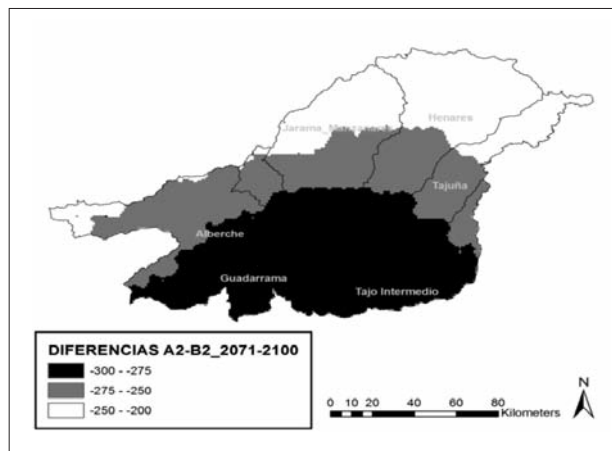 Henares
Jarama_Manzanares
Tajuña
Alberche
Guadarrama
Tajo Intermedio
DIFERENCIAS A2-B2_2071-2100
-300 - -275
-275 - -250
-250 - -200
N
0 10 20 40 60 80
Kilometers